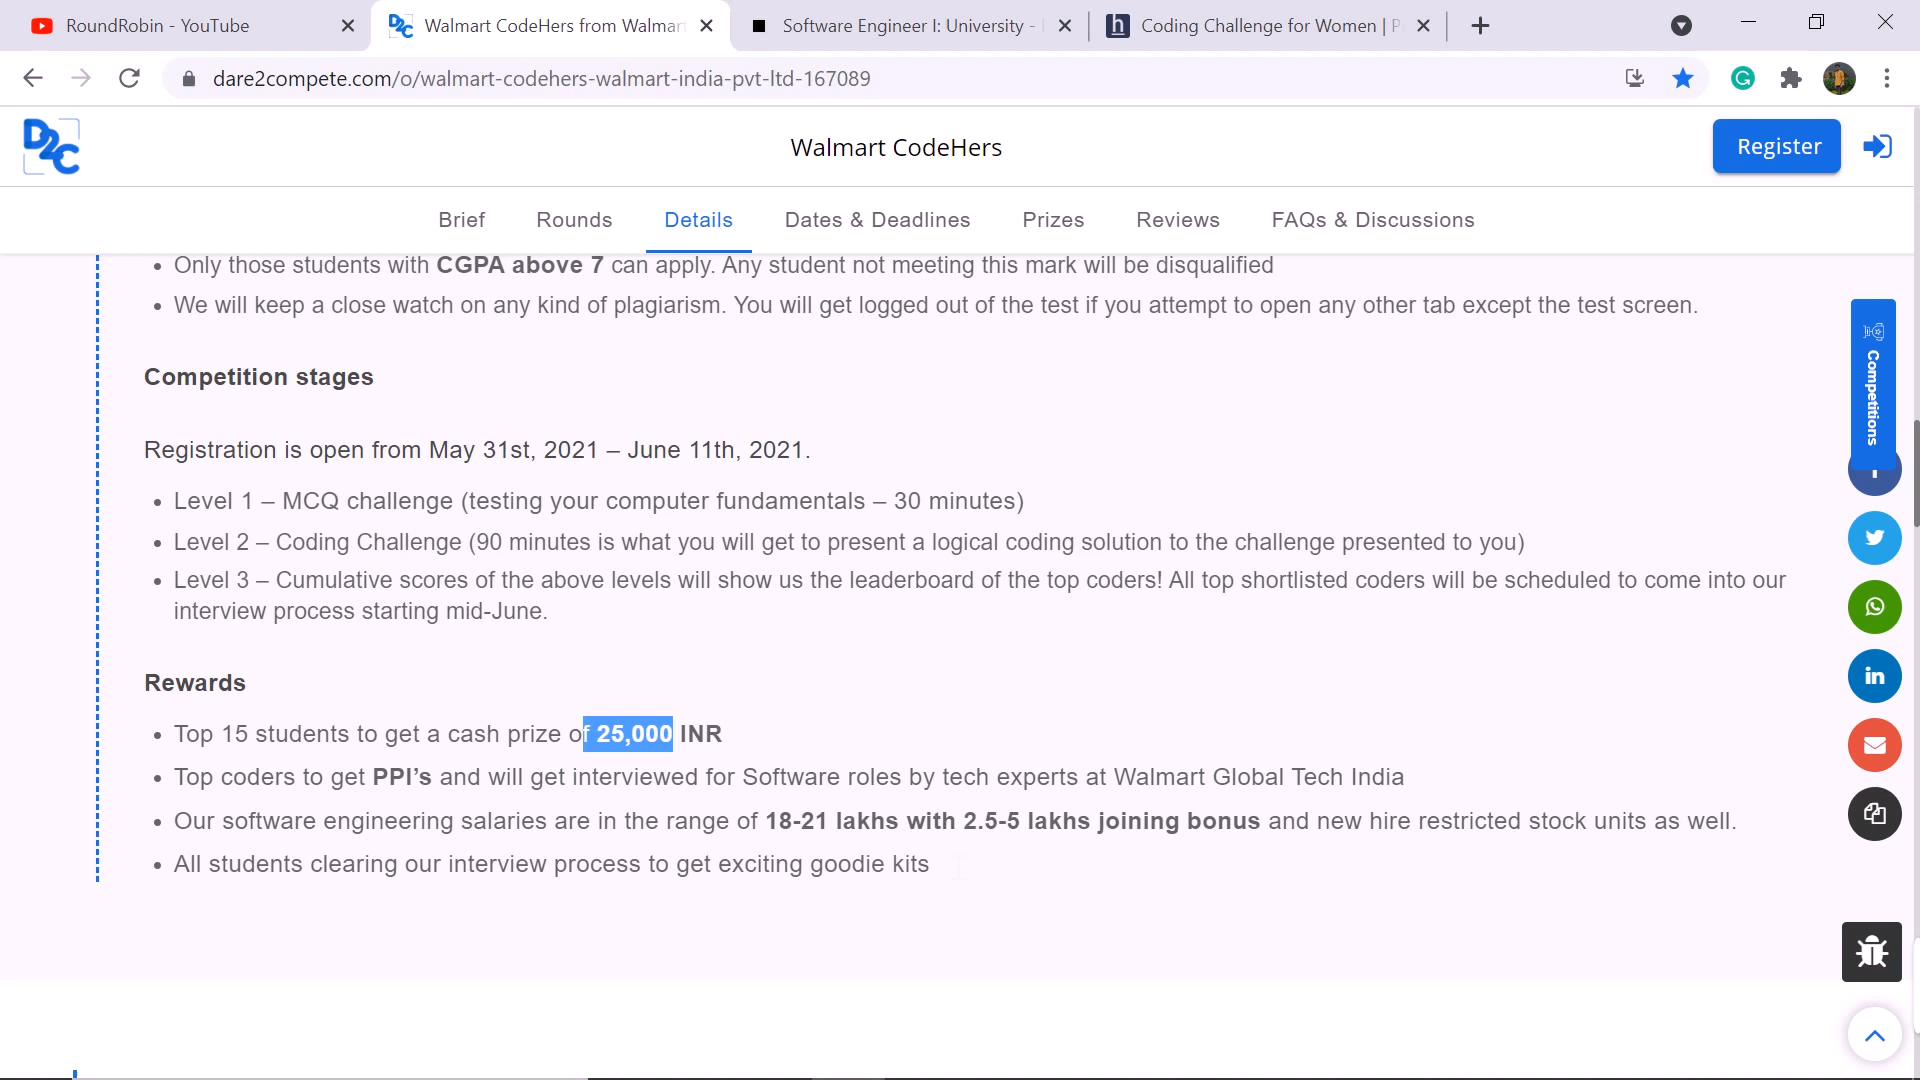 RoundRobin - YouTube
Walmart CodeHers from Walmar
Software Engineer I: University -
Coding Challenge for Women | P
dare2compete.com/o/walmart-codehers-walmart-india-pvt-ltd-167089
D2C
Walmart CodeHers
Register
Brief
Rounds
Details
Dates & Deadlines
Prizes
Reviews
FAQs & Discussions
• Only those students with CGPA above 7 can apply. Any student not meeting this mark will be disqualified
• We will keep a close watch on any kind of plagiarism. You will get logged out of the test if you attempt to open any other tab except the test screen.
Competitions
Competition stages
Registration is open from May 31st, 2021 – June 11th, 2021.
• Level 1 – MCQ challenge (testing your computer fundamentals – 30 minutes)
• Level 2 – Coding Challenge (90 minutes is what you will get to present a logical coding solution to the challenge presented to you)
• Level 3 – Cumulative scores of the above levels will show us the leaderboard of the top coders! All top shortlisted coders will be scheduled to come into our
interview process starting mid-June.
Rewards
• Top 15 students to get a cash prize of 25,000 INR
• Top coders to get PPI’s and will get interviewed for Software roles by tech experts at Walmart Global Tech India
• Our software engineering salaries are in the range of 18-21 lakhs with 2.5-5 lakhs joining bonus and new hire restricted stock units as well.
• All students clearing our interview process to get exciting goodie kits